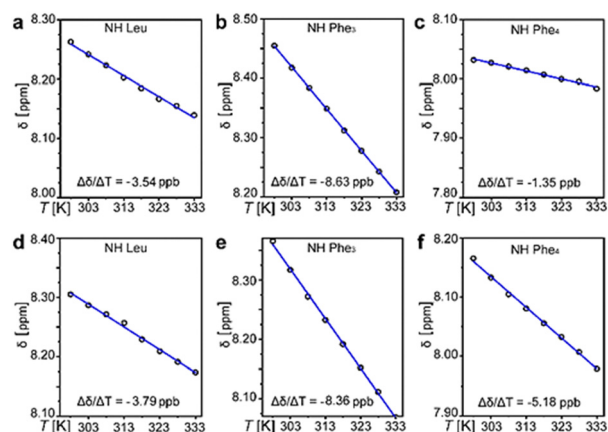 a
8.30
NH Leu
8.20
δ [ppm]
8.10
Δδ/ΔT = -3.54 ppb
8.00
T [K] 303 313 323 333
b
8.50
NH Phe₃
8.40
δ [ppm]
8.30
Δδ/ΔT = -8.63 ppb
8.20
T [K] 303 313 323 333
c
8.10
NH Phe₄
8.00
δ [ppm]
7.90
Δδ/ΔT = -1.35 ppb
7.80
T [K] 303 313 323 333
d
8.40
NH Leu
8.30
δ [ppm]
8.20
Δδ/ΔT = -3.79 ppb
8.10
T [K] 303 313 323 333
e
NH Phe₃
8.30
δ [ppm]
8.20
8.10
Δδ/ΔT = -8.36 ppb
T [K] 303 313 323 333
f
8.20
NH Phe₄
8.10
δ [ppm]
8.00
Δδ/ΔT = -5.18 ppb
7.90
T [K] 303 313 323 333